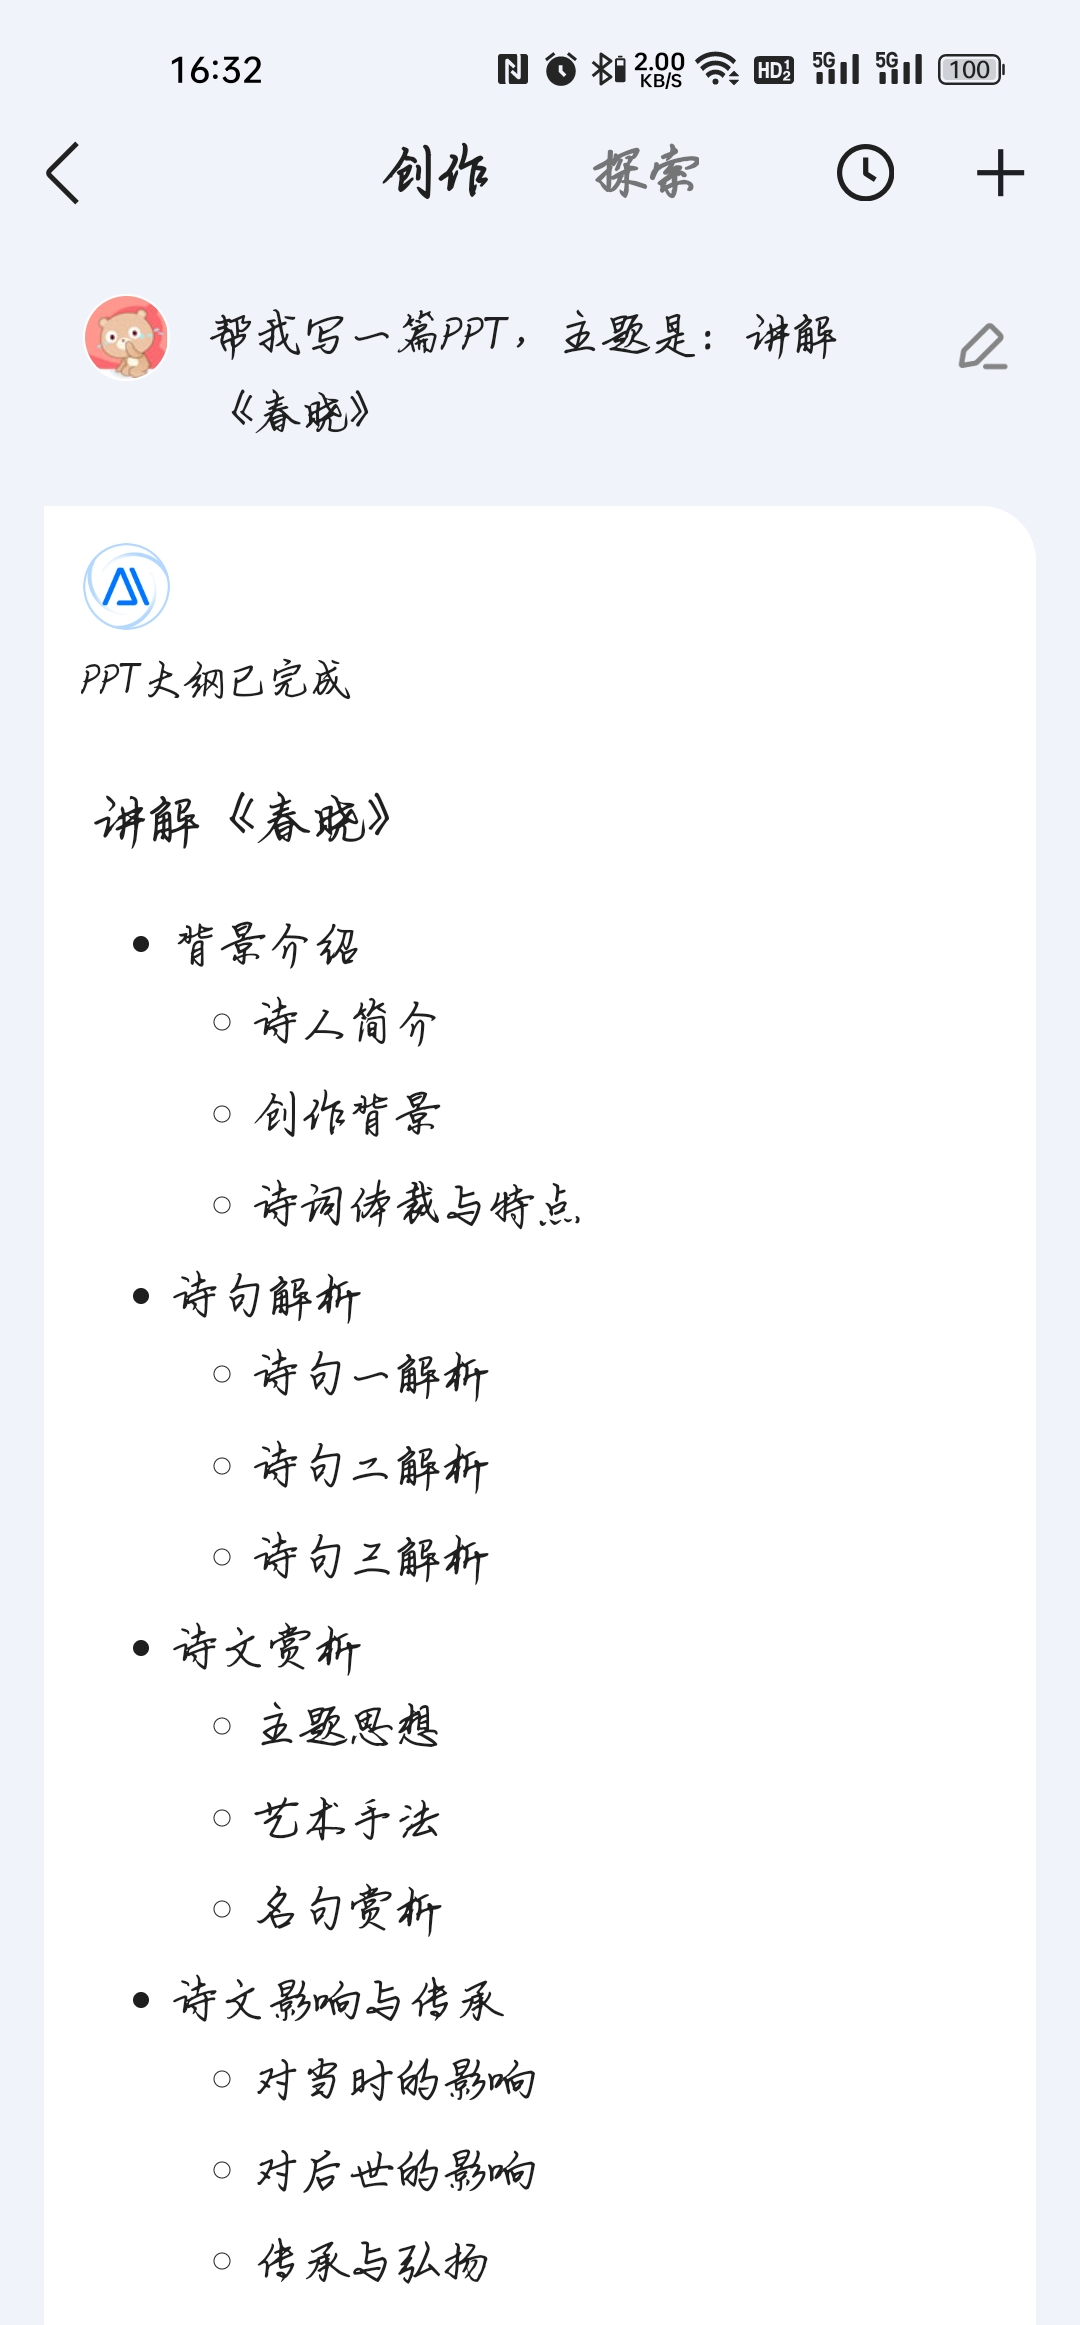 16:32 2.00 KB/S HD 1 2 5G 5G 100
创作 探索
帮我写一篇PPT，主题是：讲解
《春晓》
PPT大纲已完成
讲解《春晓》
背景介绍
诗人简介
创作背景
诗词体裁与特点
诗句解析
诗句一解析
诗句二解析
诗句三解析
诗文赏析
主题思想
艺术手法
名句赏析
诗文影响与传承
对当时的影响
对后世的影响
传承与弘扬